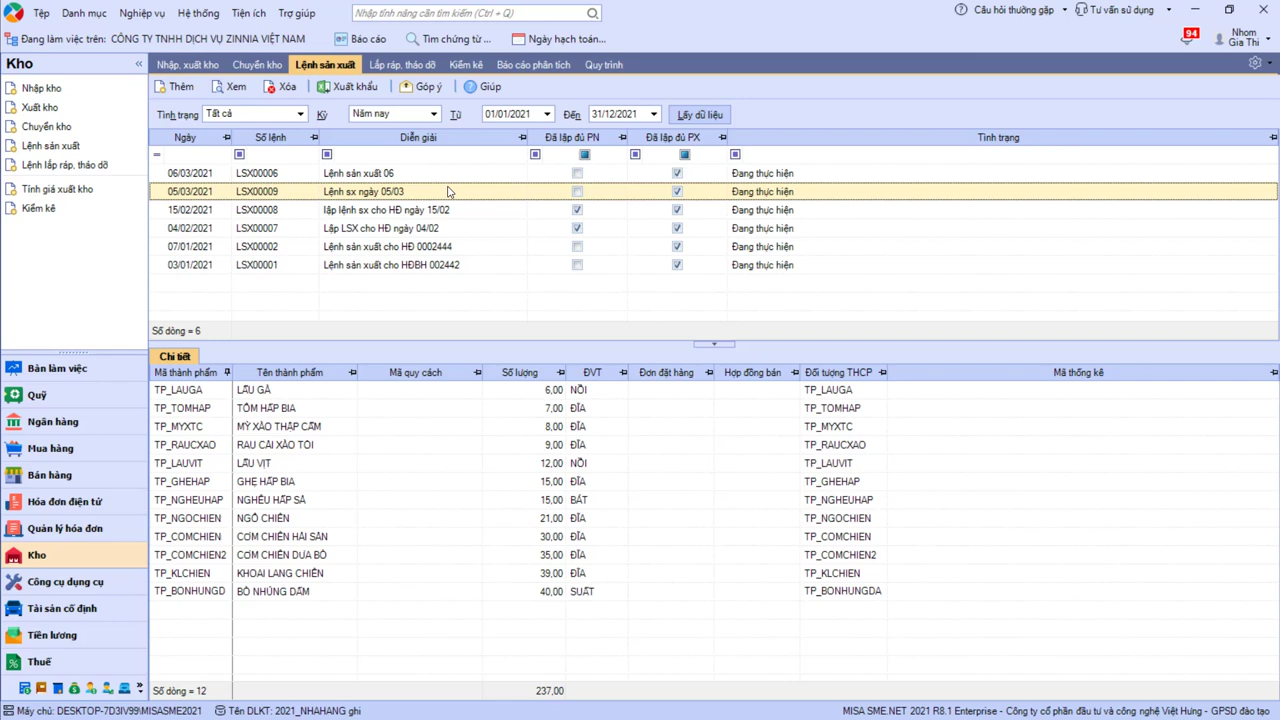 Tệp Danh mục Nghiệp vụ Hệ thống Tiện ích Trợ giúp Nhập tính năng cần tìm kiếm (Ctrl + Q) Câu hỏi thường gặp Tư vấn sử dụng
Đang làm việc trên: CÔNG TY TNHH DỊCH VỤ ZINNIA VIỆT NAM Báo cáo Tìm chứng từ ... Ngày hạch toán... 94 Nhom Gia Thi
Kho « Nhập, xuất kho Chuyển kho Lệnh sản xuất Lắp ráp, tháo dỡ Kiểm kê Báo cáo phân tích Quy trình
Nhập kho
Xuất kho
Chuyển kho
Lệnh sản xuất
Lệnh lắp ráp, tháo dỡ
Tính giá xuất kho
Kiểm kê
Thêm Xem Xóa Xuất khẩu Góp ý Giúp
Tình trạng Tất cả Kỳ Năm nay Từ 01/01/2021 Đến 31/12/2021 Lấy dữ liệu
Ngày Số lệnh Diễn giải Đã lập đủ PN Đã lập đủ PX Tình trạng
=
06/03/2021 LSX00006 Lệnh sản xuất 06 Đang thực hiện
05/03/2021 LSX00009 Lệnh sx ngày 05/03 Đang thực hiện
15/02/2021 LSX00008 lập lệnh sx cho HĐ ngày 15/02 Đang thực hiện
04/02/2021 LSX00007 Lập LSX cho HĐ ngày 04/02 Đang thực hiện
07/01/2021 LSX00002 Lệnh sản xuất cho HĐ 0002444 Đang thực hiện
03/01/2021 LSX00001 Lệnh sản xuất cho HĐBH 002442 Đang thực hiện
Số dòng = 6
Bàn làm việc
Quỹ
Ngân hàng
Mua hàng
Bán hàng
Hóa đơn điện tử
Quản lý hóa đơn
Kho
Công cụ dụng cụ
Tài sản cố định
Tiền lương
Thuế
Chi tiết
Mã thành phẩm Tên thành phẩm Mã quy cách Số lượng ĐVT Đơn đặt hàng Hợp đồng bán Đối tượng THCP Mã thống kê
TP_LAUGA LẨU GÀ 6,00 NỒI TP_LAUGA
TP_TOMHAP TÔM HẤP BIA 7,00 ĐĨA TP_TOMHAP
TP_MYXTC MỲ XÀO THẬP CẨM 8,00 ĐĨA TP_MYXTC
TP_RAUCXAO RAU CẢI XÀO TỎI 9,00 ĐĨA TP_RAUCXAO
TP_LAUVIT LẨU VỊT 12,00 NỒI TP_LAUVIT
TP_GHEHAP GHẸ HẤP BIA 15,00 ĐĨA TP_GHEHAP
TP_NGHEUHAP NGHÊU HẤP SẢ 15,00 BÁT TP_NGHEUHAP
TP_NGOCHIEN NGÔ CHIÊN 21,00 ĐĨA TP_NGOCHIEN
TP_COMCHIEN CƠM CHIÊN HẢI SẢN 30,00 ĐĨA TP_COMCHIEN
TP_COMCHIEN2 CƠM CHIÊN DƯA BÒ 35,00 ĐĨA TP_COMCHIEN2
TP_KLCHIEN KHOAI LANG CHIÊN 39,00 ĐĨA TP_KLCHIEN
TP_BONHUNGD BÒ NHÚNG DẤM 40,00 SUẤT TP_BONHUNGDA
Số dòng = 12 237,00
Máy chủ: DESKTOP-7D3IV99\MISASME2021 Tên DLKT: 2021_NHAHANG ghi MISA SME.NET 2021 R8.1 Enterprise - Công ty cổ phần đầu tư và công nghệ Việt Hưng - GPSD đào tạo